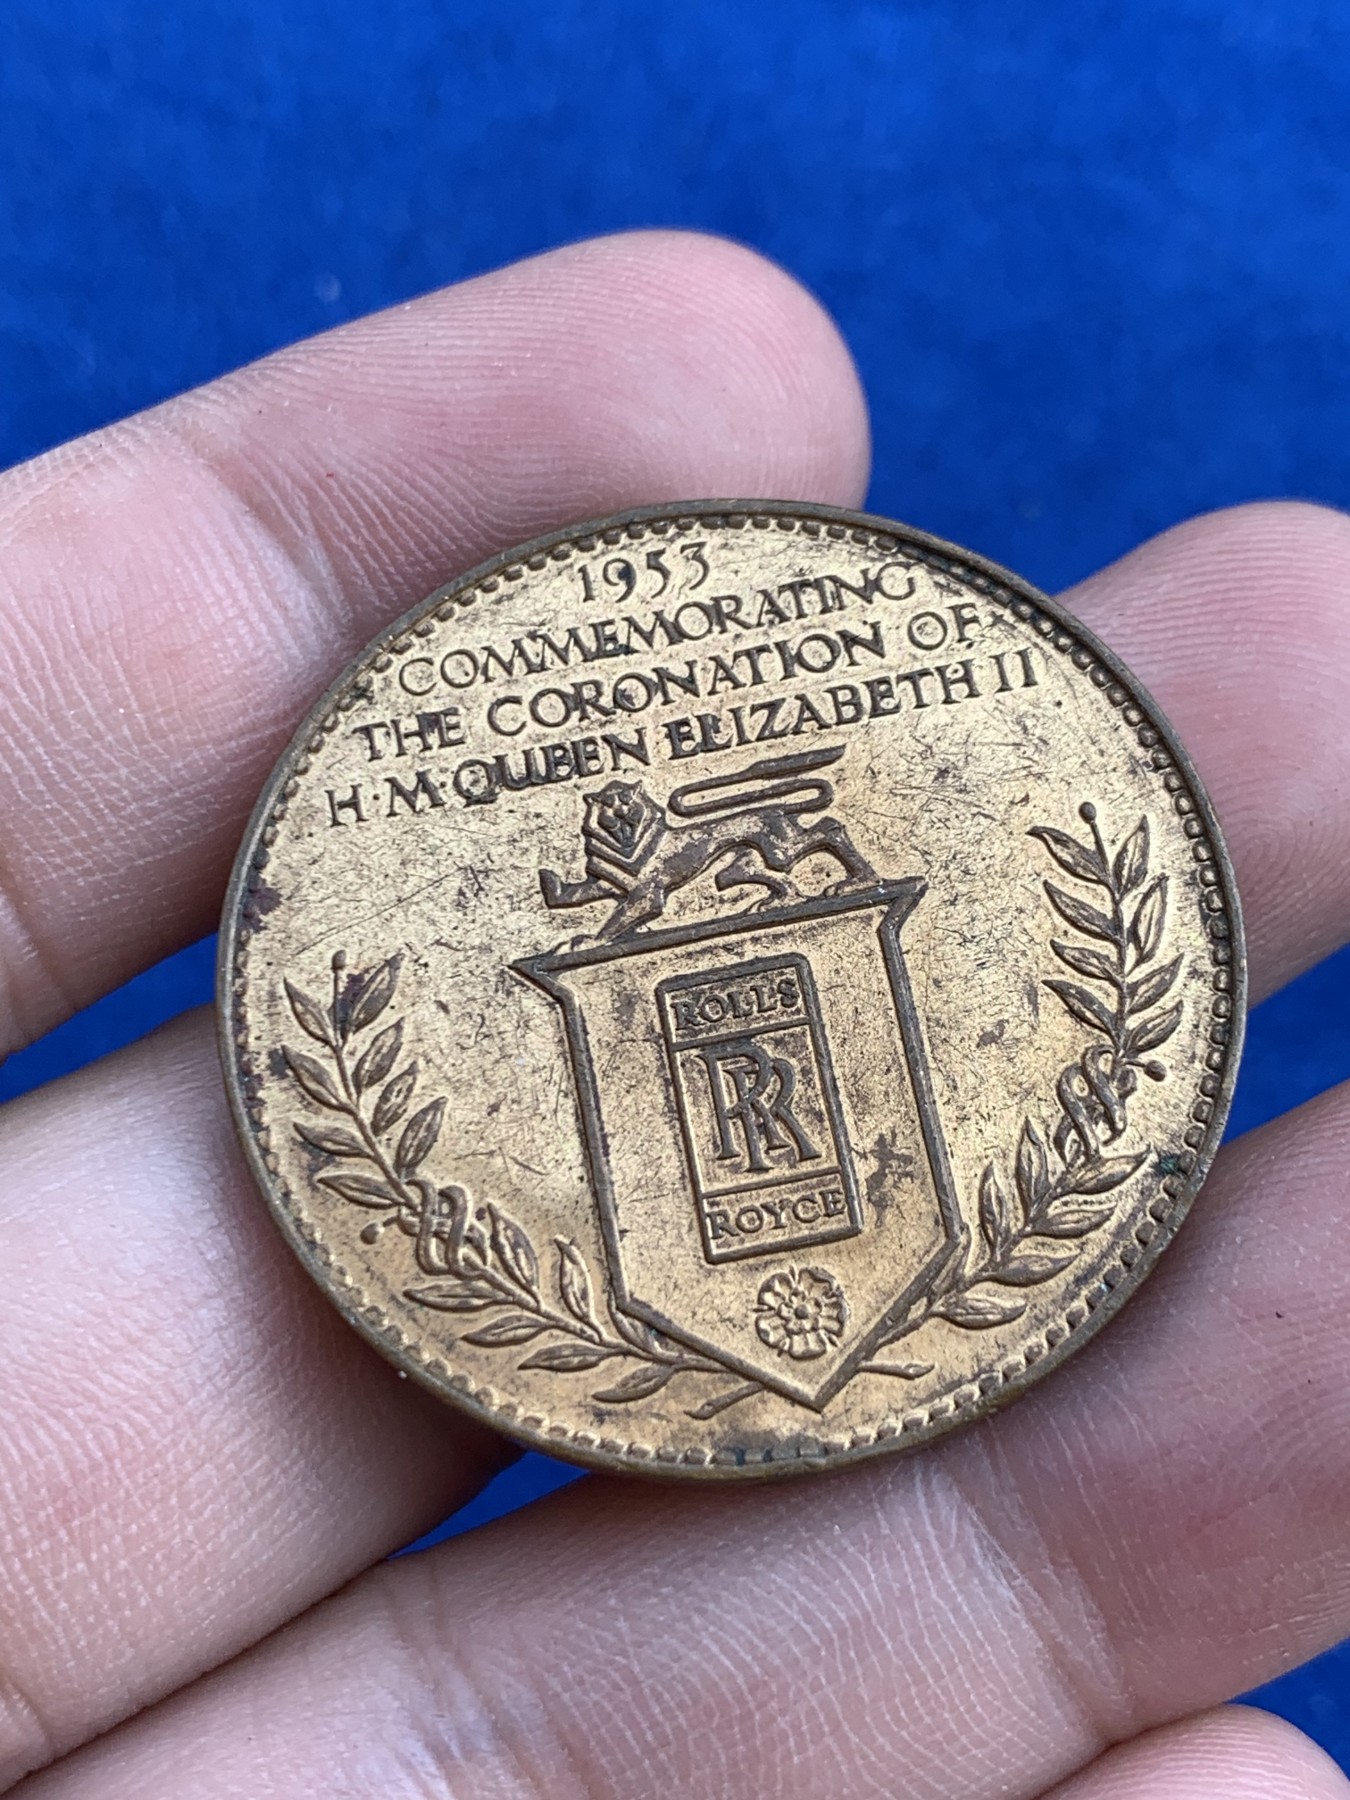 1953
COMMEMORATING
THE CORONATION OF
H·M·QUEEN ELIZABETH II
ROLLS
RR
ROYCE